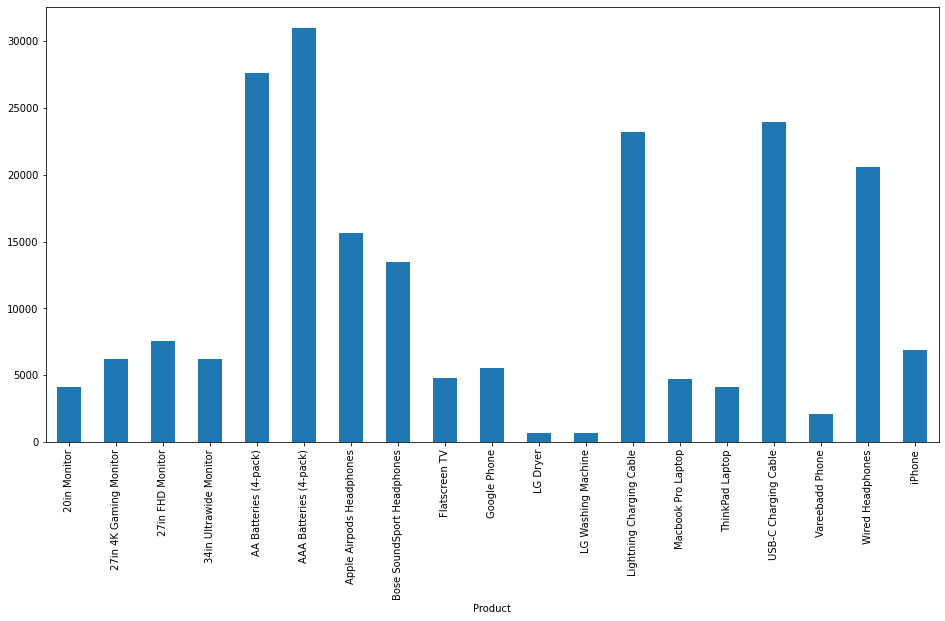 30000
25000
20000
15000
10000
5000
0
20in Monitor
27in 4K Gaming Monitor
27in FHD Monitor
34in Ultrawide Monitor
AA Batteries (4-pack)
AAA Batteries (4-pack)
Apple Airpods Headphones
Bose SoundSport Headphones
Flatscreen TV
Google Phone
LG Dryer
LG Washing Machine
Lightning Charging Cable
Macbook Pro Laptop
ThinkPad Laptop
USB-C Charging Cable
Vareebadd Phone
Wired Headphones
iPhone
Product